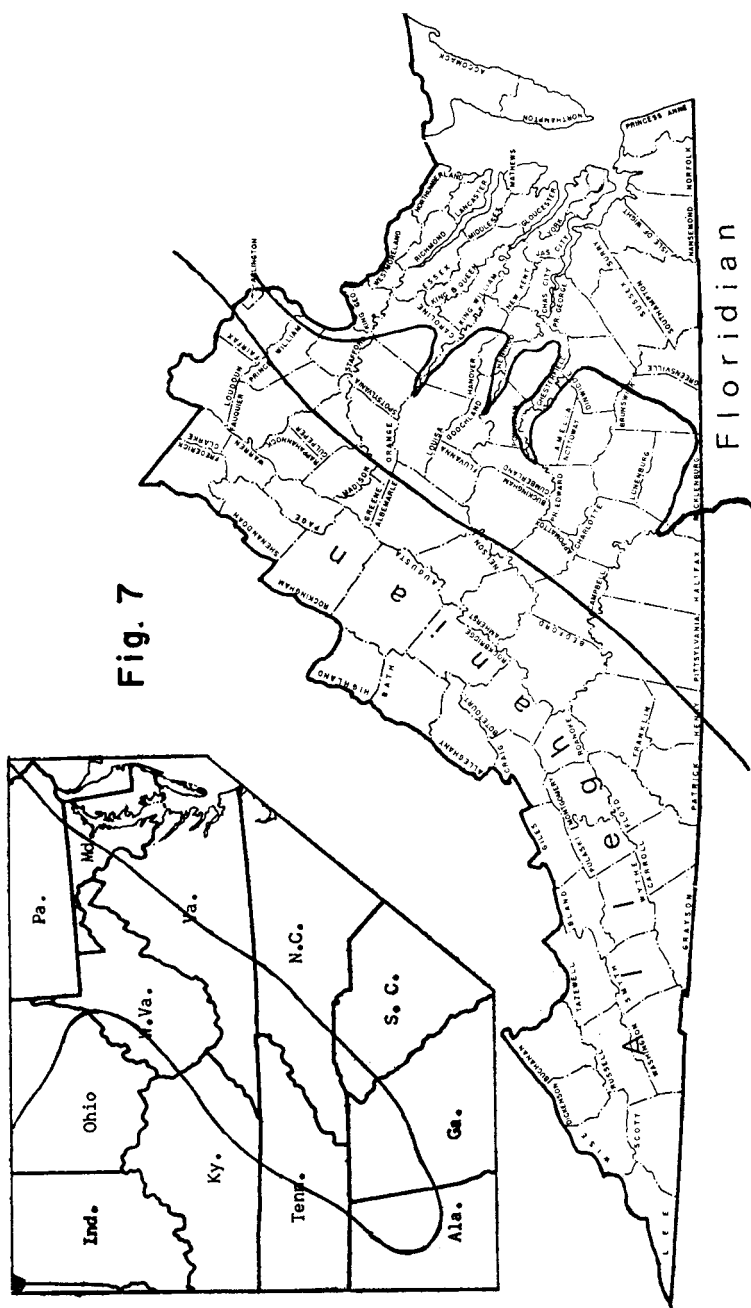 Fig. 7
Ind.
Ohio
Pa.
Md.
W.Va.
Va.
Ky.
Tenn.
N.C.
S. C.
Ga.
Ala.
Alleghanian
Floridian
LEE
WISE
SCOTT
DICKENSON
BUCHANAN
RUSSELL
WASHINGTON
TAZEWELL
SMYTH
GRAYSON
BLAND
WYTHE
CARROLL
GILES
PULASKI
MONTGOMERY
FLOYD
PATRICK
CRAIG
ROANOKE
FRANKLIN
HENRY
ALLEGHANY
BOTETOURT
BEDFORD
PITTSYLVANIA
BATH
HIGHLAND
ROCKBRIDGE
AMHERST
CAMPBELL
HALIFAX
AUGUSTA
NELSON
APPOMATTOX
CHARLOTTE
ROCKINGHAM
GREENE
ALBEMARLE
BUCKINGHAM
PR. EDWARD
CUMBERLAND
MECKLENBURG
LUNENBURG
SHENANDOAH
PAGE
MADISON
ORANGE
LOUISA
FLUVANNA
GOOCHLAND
AMELIA
NOTTOWAY
BRUNSWICK
FREDERICK
CLARKE
WARREN
RAPPAHANNOCK
CULPEPER
SPOTSYLVANIA
HANOVER
CHESTERFIELD
DINWIDDIE
GREENSVILLE
LOUDOUN
FAUQUIER
FAIRFAX
PRINCE
WILLIAM
STAFFORD
KING GEO
CAROLINE
KING WILLIAM
KING & QUEEN
ESSEX
NEW KENT
CHAS CITY
PR. GEORGE
SURRY
SUSSEX
SOUTHAMPTON
WESTMORELAND
RICHMOND
NORTHUMBERLAND
LANCASTER
MIDDLESEX
MATHEWS
GLOUCESTER
YORK
JAS CITY
ISLE OF WIGHT
NANSEMOND
NORFOLK
PRINCESS ANNE
ACCOMACK
NORTHAMPTON